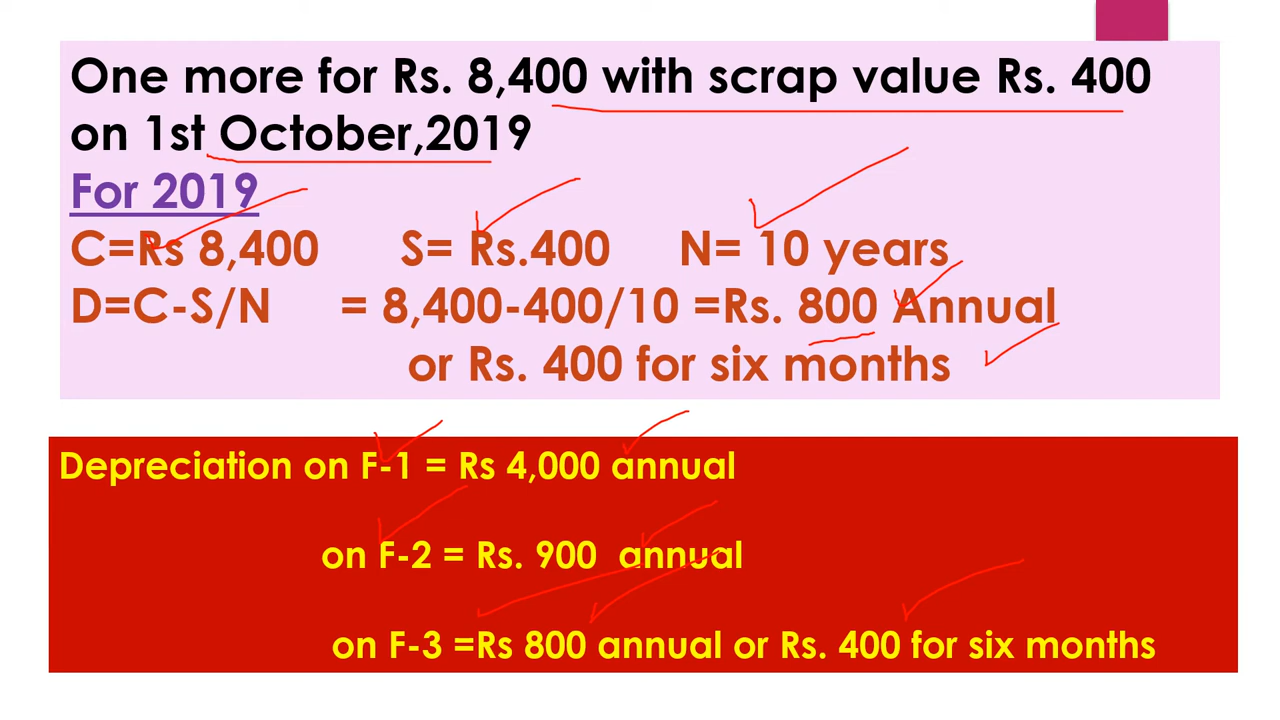 One more for Rs. 8,400 with scrap value Rs. 400
on 1st October,2019
For 2019
C=Rs 8,400 S= Rs.400 N= 10 years
D=C-S/N = 8,400-400/10 =Rs. 800 Annual
or Rs. 400 for six months
Depreciation on F-1 = Rs 4,000 annual
on F-2 = Rs. 900 annual
on F-3 =Rs 800 annual or Rs. 400 for six months